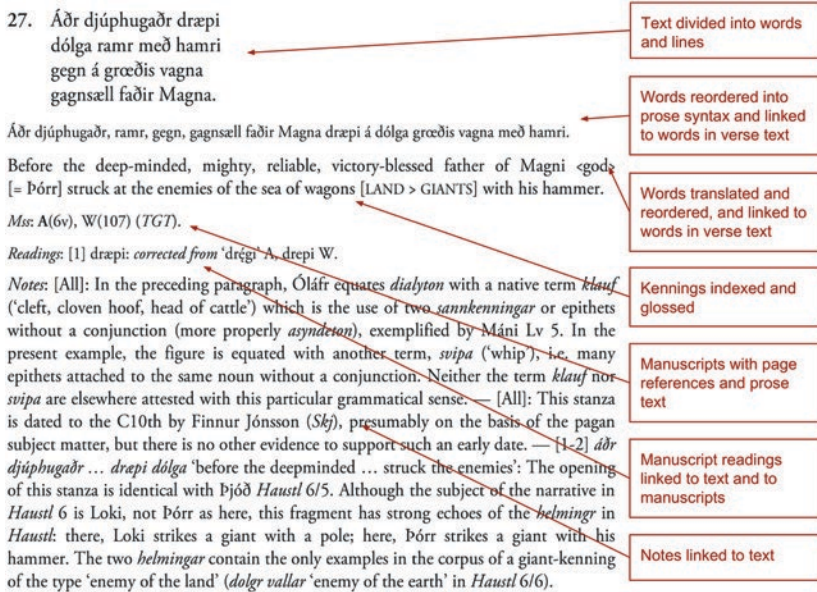 27. Áðr djúphugaðr dræpi
dólga ramr með hamri
gegn á grœðis vagna
gagnsæll faðir Magna.
Áðr djúphugaðr, ramr, gegn, gagnsæll faðir Magna dræpi á dólga grœðis vagna með hamri.
Before the deep-minded, mighty, reliable, victory-blessed father of Magni <god>
[= Þórr] struck at the enemies of the sea of wagons [LAND > GIANTS] with his hammer.
Mss: A(6v), W(107) (TGT).
Readings: [1] dræpi: corrected from ‘drę́gi’ A, drepi W.
Notes: [All]: In the preceding paragraph, Óláfr equates dialyton with a native term klauf
(‘cleft, cloven hoof, head of cattle’) which is the use of two sannkenningar or epithets
without a conjunction (more properly asyndeton), exemplified by Máni Lv 5. In the
present example, the figure is equated with another term, svipa (‘whip’), i.e. many
epithets attached to the same noun without a conjunction. Neither the term klauf nor
svipa are elsewhere attested with this particular grammatical sense. — [All]: This stanza
is dated to the C10th by Finnur Jónsson (Skj), presumably on the basis of the pagan
subject matter, but there is no other evidence to support such an early date. — [1-2] áðr
djúphugaðr … dræpi dólga ‘before the deepminded … struck the enemies’: The opening
of this stanza is identical with Þjóð Haustl 6/5. Although the subject of the narrative in
Haustl 6 is Loki, not Þórr as here, this fragment has strong echoes of the helmingr in
Haustl: there, Loki strikes a giant with a pole; here, Þórr strikes a giant with his
hammer. The two helmingar contain the only examples in the corpus of a giant-kenning
of the type ‘enemy of the land’ (dolgr vallar ‘enemy of the earth’ in Haustl 6/6).
Text divided into words
and lines
Words reordered into
prose syntax and linked
to words in verse text
Words translated and
reordered, and linked to
words in verse text
Kennings indexed and
glossed
Manuscripts with page
references and prose
text
Manuscript readings
linked to text and to
manuscripts
Notes linked to text